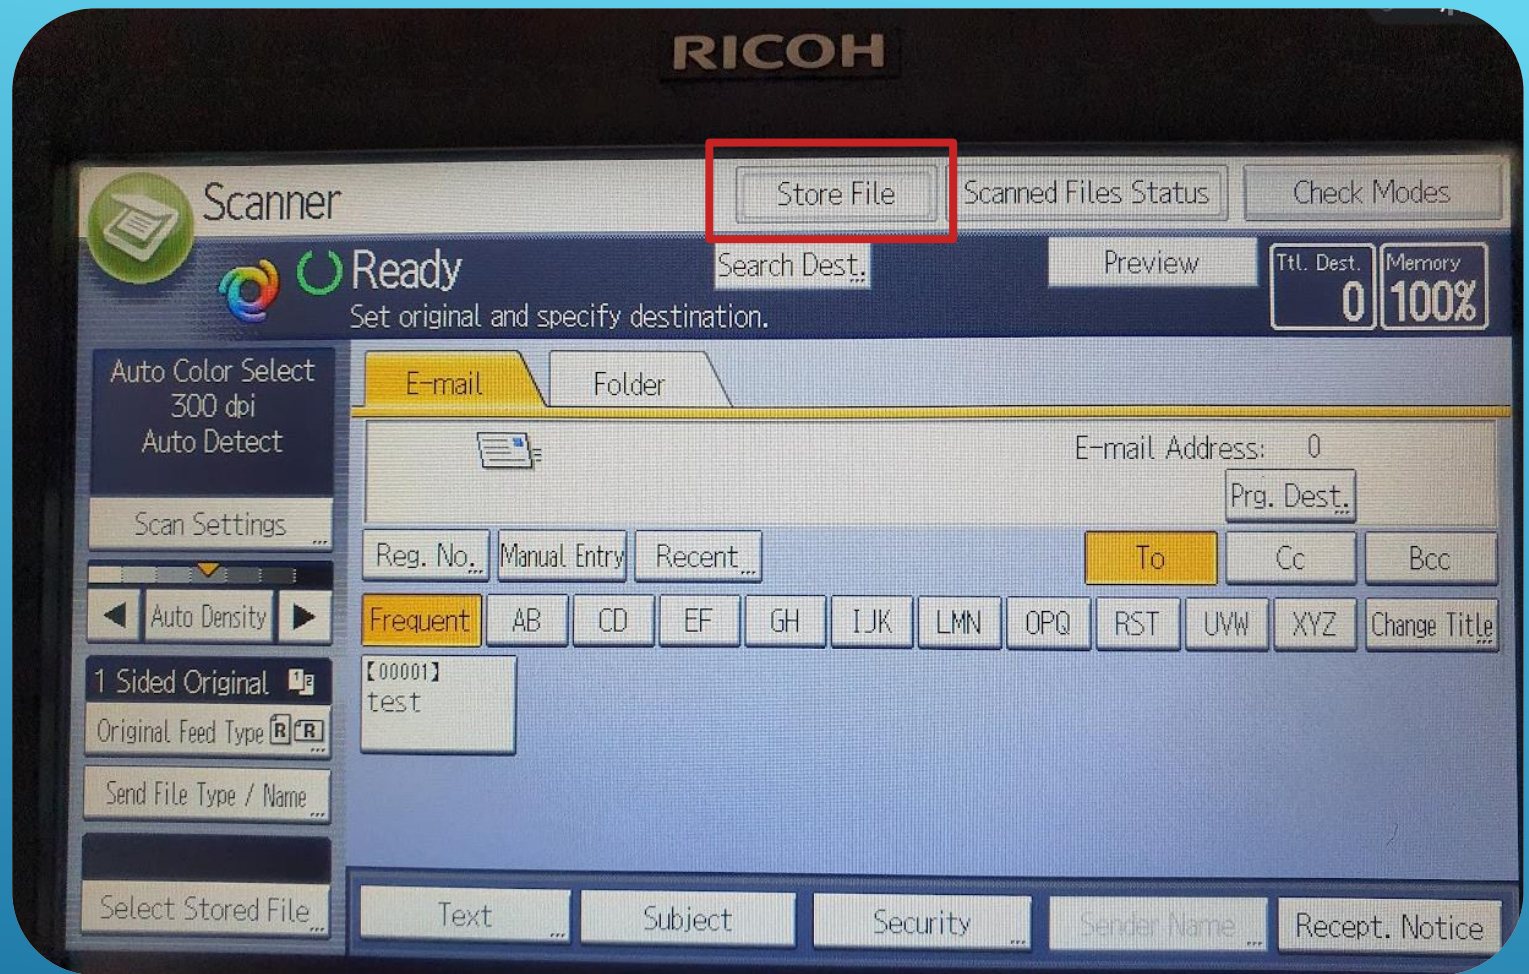 RICOH
Scanner
Store File
Scanned Files Status
Check Modes
Ready
Search Dest.
Preview
Ttl. Dest.
0
Memory
100%
Set original and specify destination.
Auto Color Select
300 dpi
Auto Detect
Scan Settings
Auto Density
1 Sided Original
Original Feed Type
Send File Type / Name
Select Stored File
E-mail
Folder
E-mail Address: 0
Prg. Dest.
Reg. No.
Manual Entry
Recent
To
Cc
Bcc
Frequent
AB
CD
EF
GH
IJK
LMN
OPQ
RST
UVW
XYZ
Change Title
【00001】
test
Text
Subject
Security
Sender Name
Recept. Notice